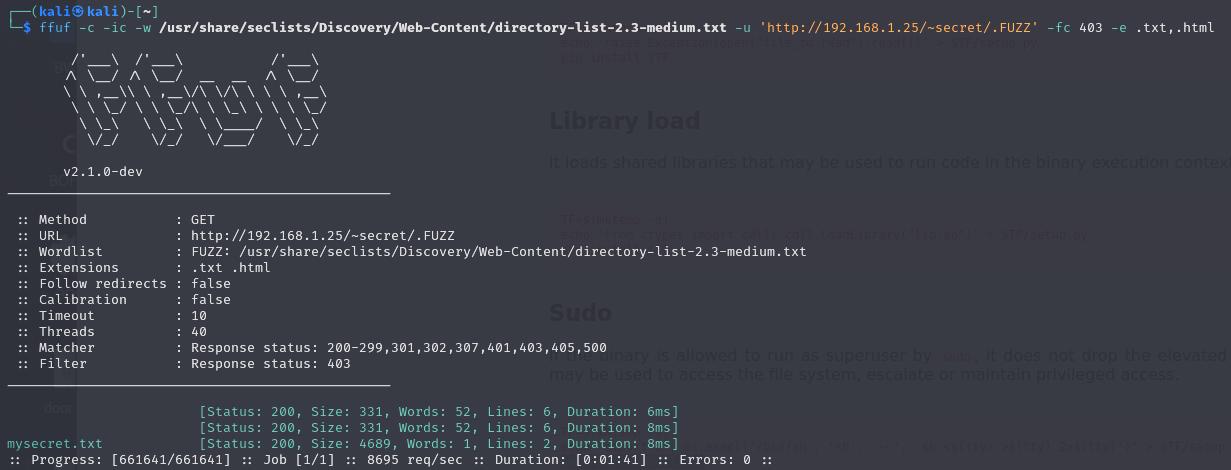 ┌──(kali㉿kali)-[~]
└─$ ffuf -c -ic -w /usr/share/seclists/Discovery/Web-Content/directory-list-2.3-medium.txt -u 'http://192.168.1.25/~secret/.FUZZ' -fc 403 -e .txt,.html
v2.1.0-dev
:: Method : GET
:: URL : http://192.168.1.25/~secret/.FUZZ
:: Wordlist : FUZZ: /usr/share/seclists/Discovery/Web-Content/directory-list-2.3-medium.txt
:: Extensions : .txt .html
:: Follow redirects : false
:: Calibration : false
:: Timeout : 10
:: Threads : 40
:: Matcher : Response status: 200-299,301,302,307,401,403,405,500
:: Filter : Response status: 403
[Status: 200, Size: 331, Words: 52, Lines: 6, Duration: 6ms]
[Status: 200, Size: 331, Words: 52, Lines: 6, Duration: 8ms]
mysecret.txt [Status: 200, Size: 4689, Words: 1, Lines: 2, Duration: 8ms]
:: Progress: [661641/661641] :: Job [1/1] :: 8695 req/sec :: Duration: [0:01:41] :: Errors: 0 ::
Library load
It loads shared libraries that may be used to run code in the binary execution context
Sudo
If the binary is allowed to run as superuser by sudo, it does not drop the elevated
may be used to access the file system, escalate or maintain privileged access.